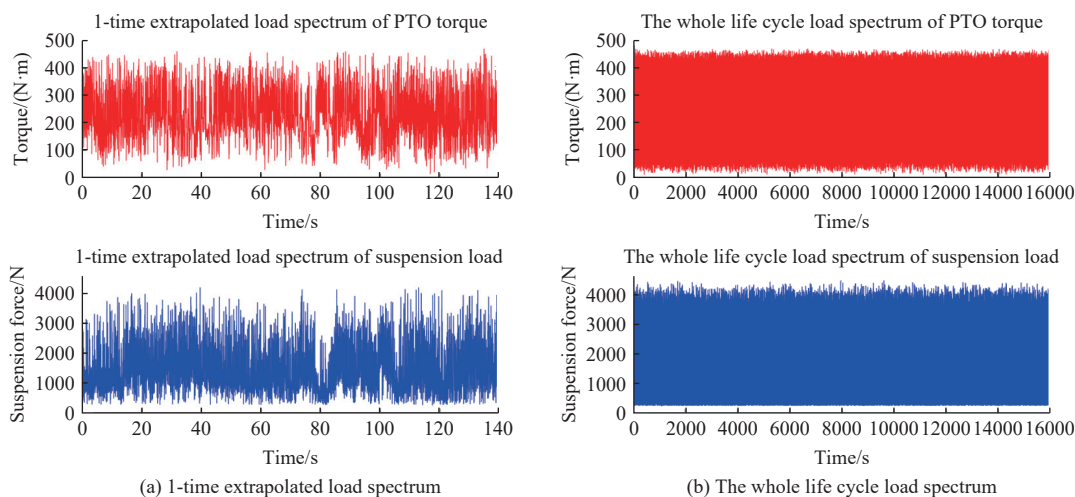 1-time extrapolated load spectrum of PTO torque
500
400
300
200
100
0
Torque/(N·m)
0 20 40 60 80 100 120 140
Time/s
The whole life cycle load spectrum of PTO torque
500
400
300
200
100
0
Torque/(N·m)
0 2000 4000 6000 8000 10000 12000 14000 16000
Time/s
1-time extrapolated load spectrum of suspension load
4000
3000
2000
1000
0
Suspension force/N
0 20 40 60 80 100 120 140
Time/s
The whole life cycle load spectrum of suspension load
4000
3000
2000
1000
0
Suspension force/N
0 2000 4000 6000 8000 10000 12000 14000 16000
Time/s
(a) 1-time extrapolated load spectrum
(b) The whole life cycle load spectrum